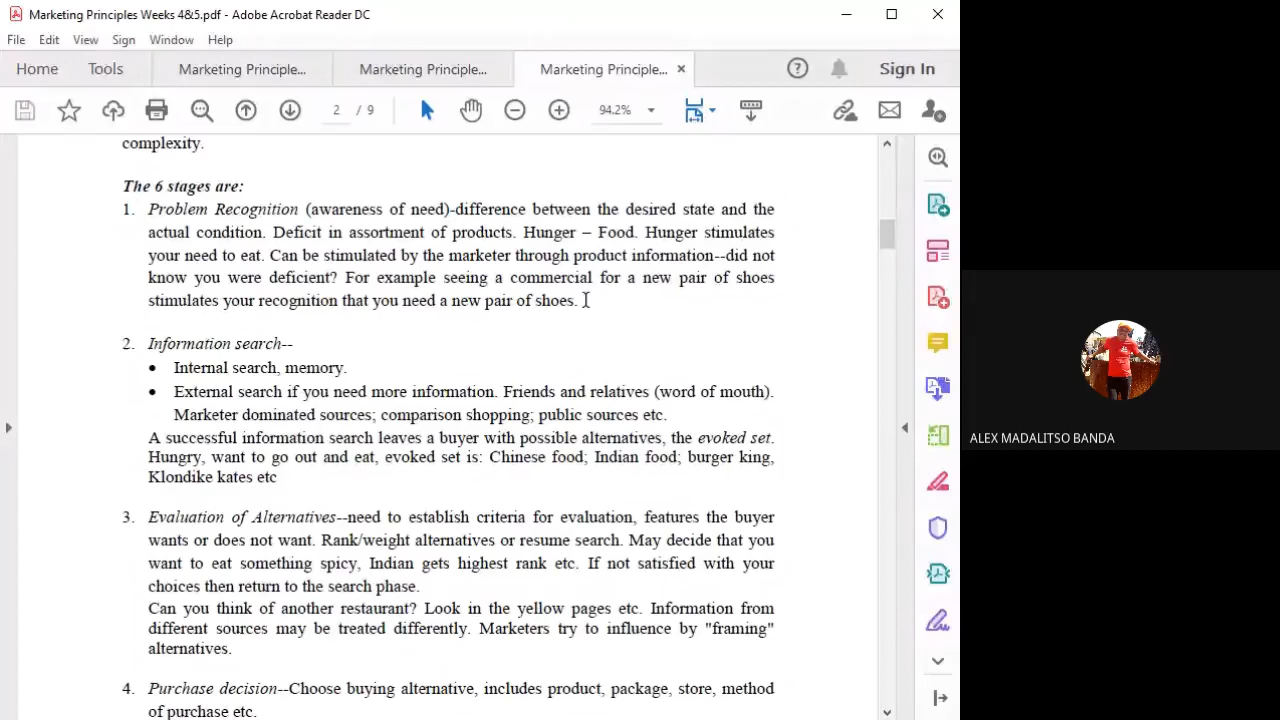 Marketing Principles Weeks 4&5.pdf - Adobe Acrobat Reader DC
File Edit View Sign Window Help
Home Tools Marketing Principle... Marketing Principle... Marketing Principle... Sign In
2 / 9 94.2%
complexity.
The 6 stages are:
1. Problem Recognition (awareness of need)-difference between the desired state and the
actual condition. Deficit in assortment of products. Hunger – Food. Hunger stimulates
your need to eat. Can be stimulated by the marketer through product information--did not
know you were deficient? For example seeing a commercial for a new pair of shoes
stimulates your recognition that you need a new pair of shoes.
2. Information search--
• Internal search, memory.
• External search if you need more information. Friends and relatives (word of mouth).
Marketer dominated sources; comparison shopping; public sources etc.
A successful information search leaves a buyer with possible alternatives, the evoked set.
Hungry, want to go out and eat, evoked set is: Chinese food; Indian food; burger king,
Klondike kates etc
3. Evaluation of Alternatives--need to establish criteria for evaluation, features the buyer
wants or does not want. Rank/weight alternatives or resume search. May decide that you
want to eat something spicy, Indian gets highest rank etc. If not satisfied with your
choices then return to the search phase.
Can you think of another restaurant? Look in the yellow pages etc. Information from
different sources may be treated differently. Marketers try to influence by "framing"
alternatives.
4. Purchase decision--Choose buying alternative, includes product, package, store, method
of purchase etc.
ALEX MADALITSO BANDA